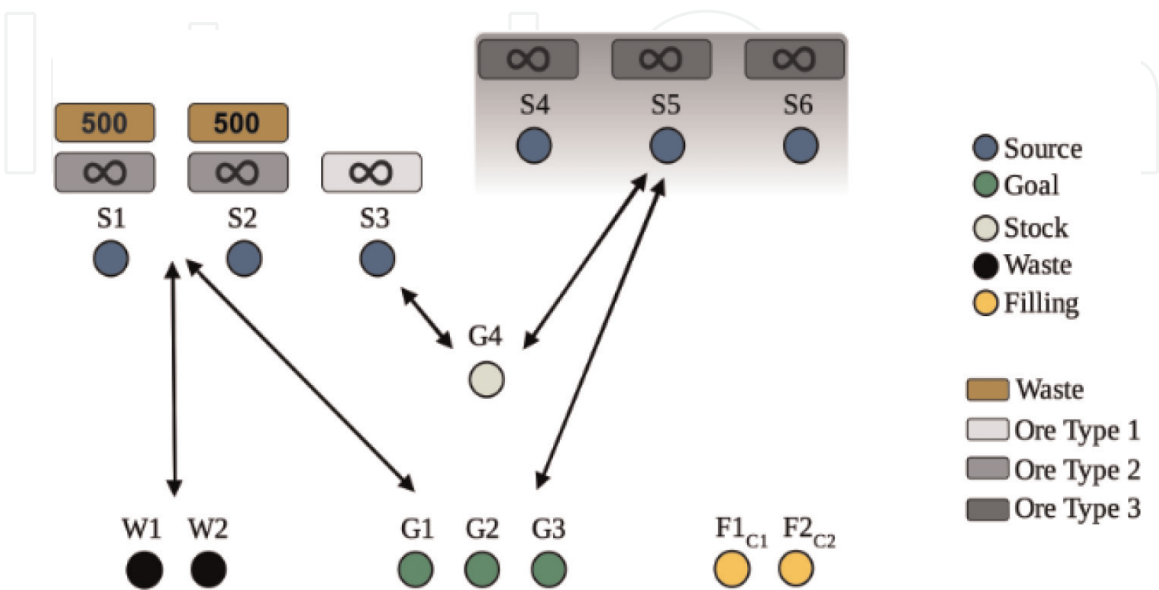 ∞ ∞ ∞
S4 S5 S6
500 500
∞ ∞ ∞
S1 S2 S3
G4
W1 W2 G1 G2 G3 F1C1 F2C2
Source
Goal
Stock
Waste
Filling
Waste
Ore Type 1
Ore Type 2
Ore Type 3